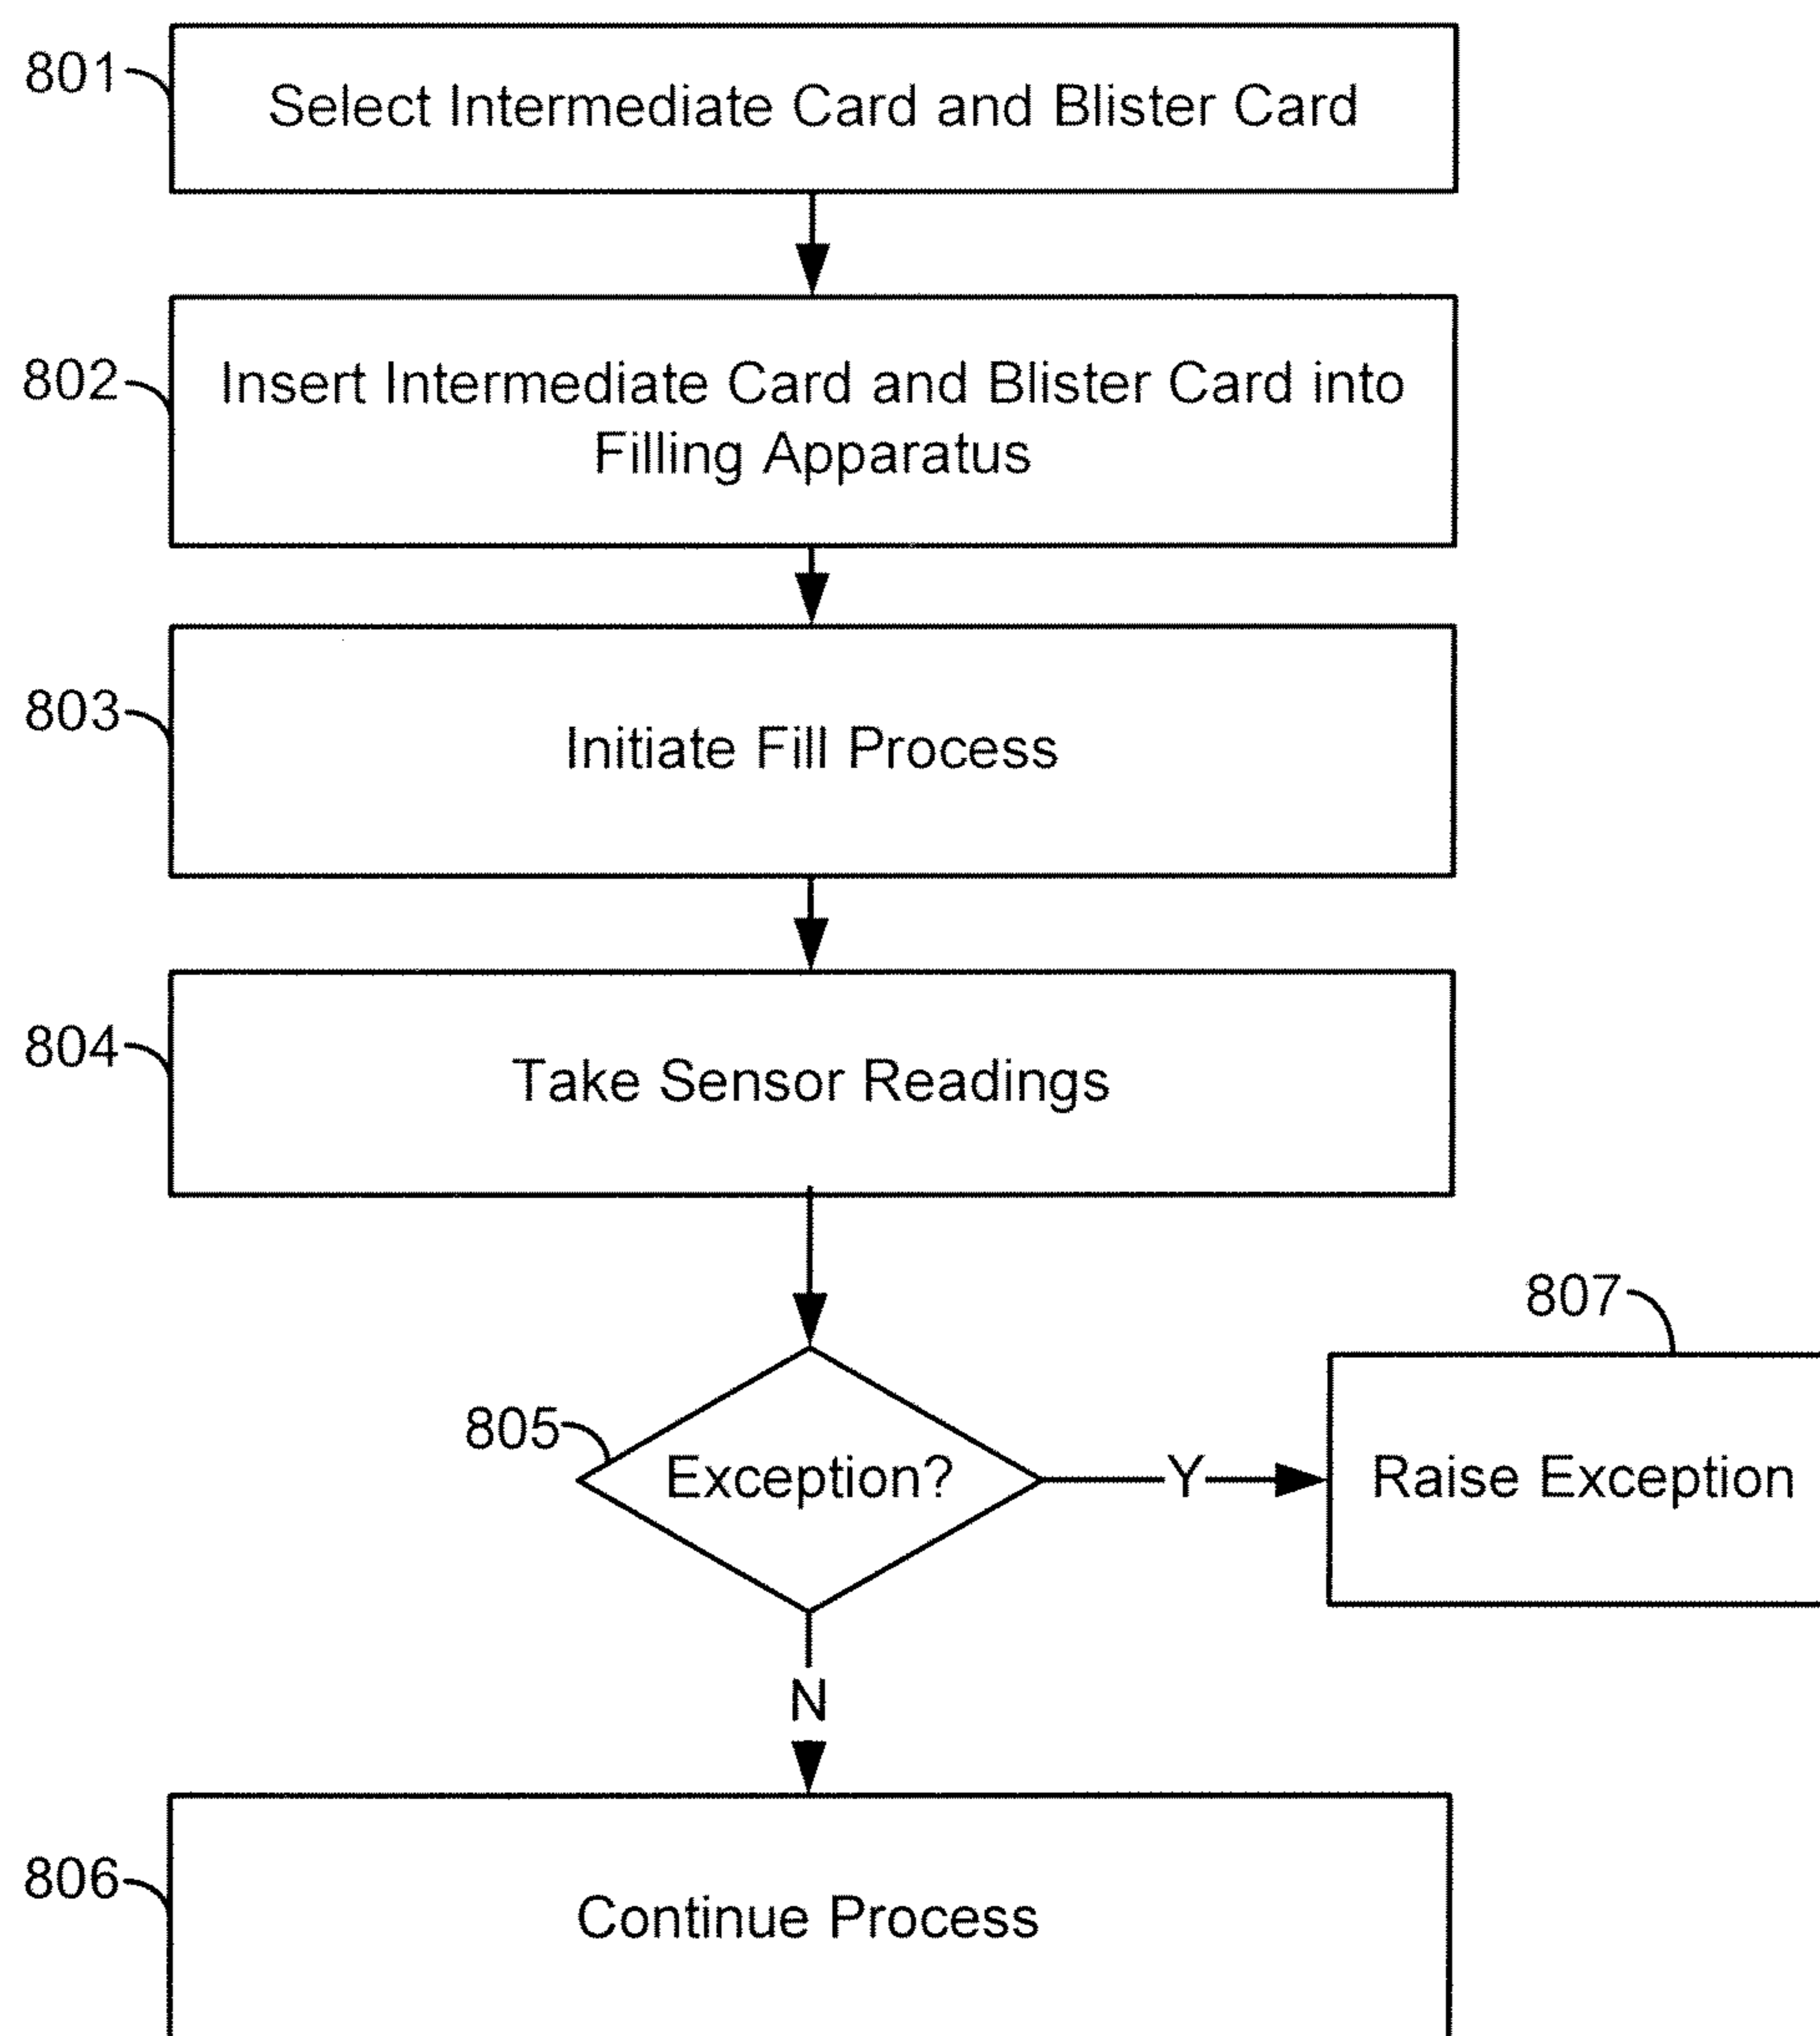 801
Select Intermediate Card and Blister Card
802
Insert Intermediate Card and Blister Card into
Filling Apparatus
803
Initiate Fill Process
804
Take Sensor Readings
807
805
Exception?
Y
Raise Exception
N
806
Continue Process